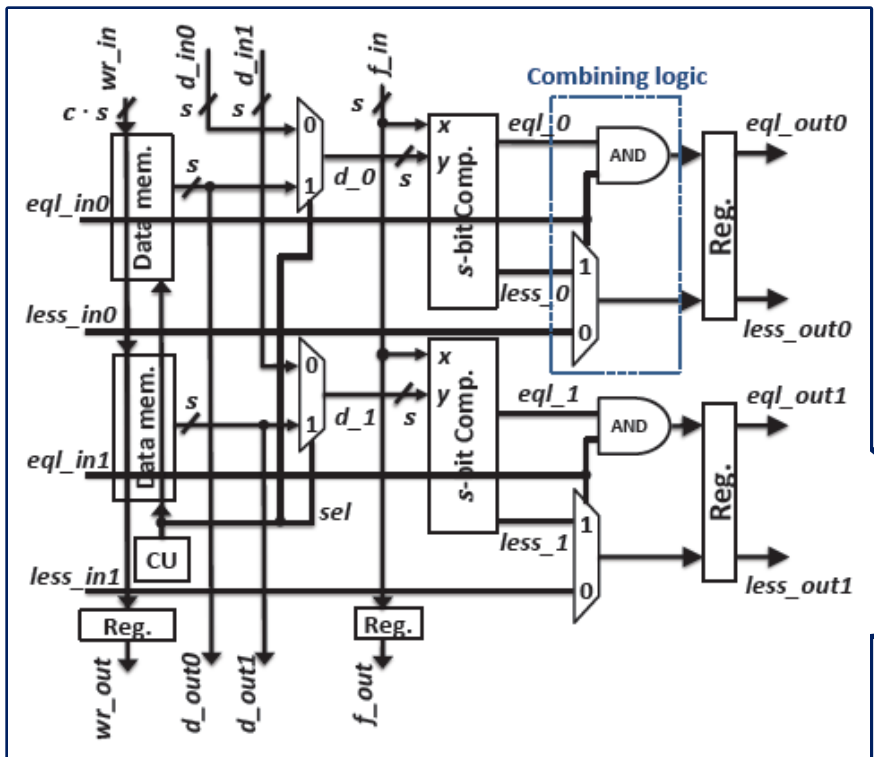 wr_in
d_in0
d_in1
f_in
Combining logic
c · s
s
s
s
0
x
eql_0
AND
eql_out0
Data mem.
s
1
d_0
s
y
s-bit Comp.
Reg.
eql_in0
1
less_0
less_in0
0
less_out0
Data mem.
s
0
x
1
d_1
s
y
s-bit Comp.
eql_1
AND
eql_out1
Reg.
eql_in1
sel
CU
1
less_1
less_in1
0
less_out1
Reg.
Reg.
wr_out
d_out0
d_out1
f_out